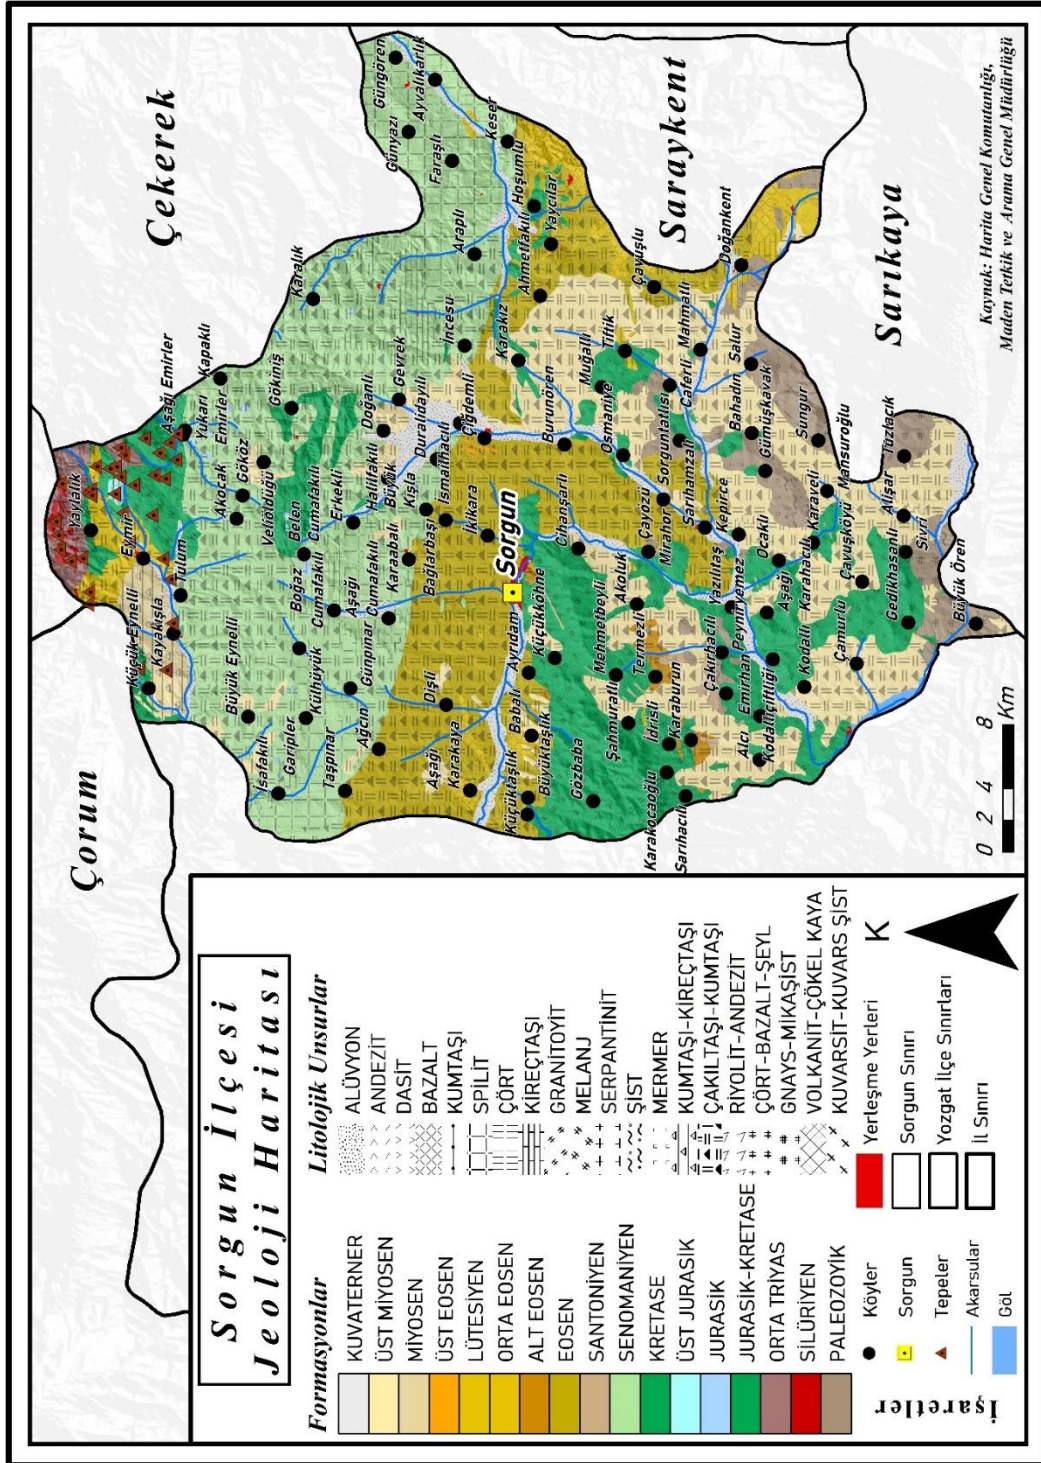 Sorgun İlçesi
Jeoloji Haritası
Formasyonlar
KUVATERNER
ÜST MİYOSEN
MİYOSEN
ÜST EOSEN
LÜTESİYEN
ORTA EOSEN
ALT EOSEN
EOSEN
SANTONİYEN
SENOMANİYEN
KRETASE
ÜST JURASİK
JURASİK
JURASİK-KRETASE
ORTA TRİYAS
SİLÜRİYEN
PALEOZOYİK
Litolojik Unsurlar
ALÜVYON
ANDEZİT
DASİT
BAZALT
KUMTAŞI
SPİLİT
ÇÖRT
KİREÇTAŞI
GRANİTOYİT
MELANJ
SERPANTİNİT
ŞİST
MERMER
KUMTAŞI-KİREÇTAŞI
ÇAKILTAŞI-KUMTAŞI
RİYOLİT-ANDEZİT
ÇÖRT-BAZALT-ŞEYL
GNAYS-MİKAŞİST
VOLKANİT-ÇÖKEL KAYA
KUVARSİT-KUVARS ŞİST
İşaretler
Köyler
Sorgun
Tepeler
Akarsular
Göl
Yerleşme Yerleri
Sorgun Sınırı
Yozgat İlçe Sınırları
İl Sınırı
K
0 2 4 8
Km
Çorum
Çekerek
Saraykent
Sarıkaya
Kaynak: Harita Genel Komutanlığı,
Maden Tetkik ve Arama Genel Müdürlüğü
Yaylalık
Eymir
Tulum
Küçük Eynelli
Kayakışla
Büyük Eynelli
İsafakılı
Garipler
Külhüyük
Taşpınar
Ağcın
Günpınar
Boğaz
Cumafakılı
Aşağı
Cumafakılı
Belen
Cumafakılı
Erkekli
Veliöldüğü
Akocak
Gököz
Aşağı Emirler
Yukarı
Emirler
Kapaklı
Gökiniş
Karalık
Halilfakılı
Büyük
Kışla
Doğanlı
Gevrek
Duralıdayılı
İsmailhacılı
Çiğdemli
Karaabalı
Bağlarbaşı
İkikara
Sorgun
Dişli
Aşağı
Karakaya
Ayrıdam
Küçükköhne
Babalı
Küçüktaşlık
Büyüktaşlık
Gözbaba
Cihanşarlı
Burunören
Karakız
İncesu
Araplı
Faraşlı
Günyazı
Güngören
Ayvalıkarlık
Keser
Hoşumlu
Ahmetfakılı
Yaycılar
Çavuşlu
Doğankent
Mahmatlı
Tiftik
Muğallı
Osmaniye
Caferli
Salur
Sorguntatlısı
Sarıhamzalı
Bahadın
Gümüşkavak
Sungur
Çayözü
Mirahor
Akoluk
Mehmetbeyli
Termezli
Şahmuratlı
İdrisli
Karaburun
Karakocaoğlu
Sarıhacılı
Alcı
Kodallıçiftliği
Emirhan
Çakırhacılı
Yazılıtaş
Peyniryemez
Kepirce
Ocaklı
Aşağı
Karahacılı
Karaveli
Mansuroğlu
Çavuşköyü
Kodallı
Çamurlu
Gedikhasanlı
Alişar
Tuzlacık
Sivri
Büyük Ören